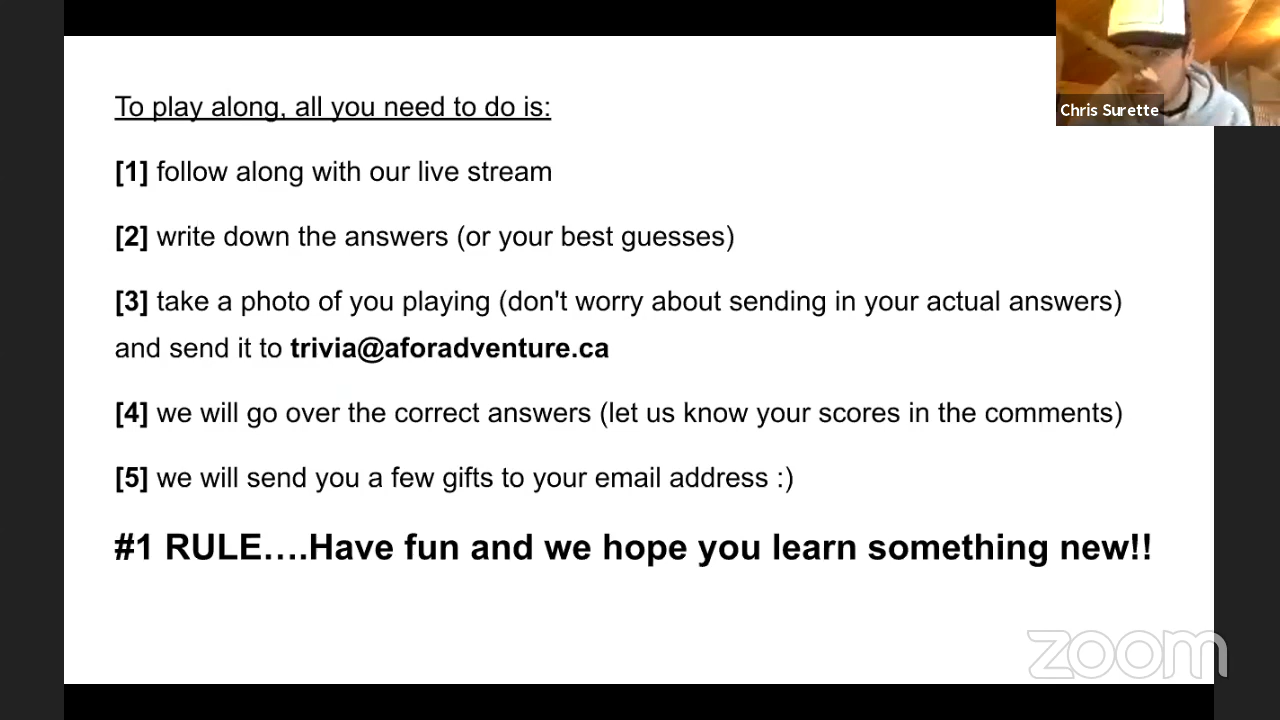 Chris Surette
To play along, all you need to do is:
[1] follow along with our live stream
[2] write down the answers (or your best guesses)
[3] take a photo of you playing (don't worry about sending in your actual answers)
and send it to trivia@aforadventure.ca
[4] we will go over the correct answers (let us know your scores in the comments)
[5] we will send you a few gifts to your email address :)
#1 RULE….Have fun and we hope you learn something new!!
zoom